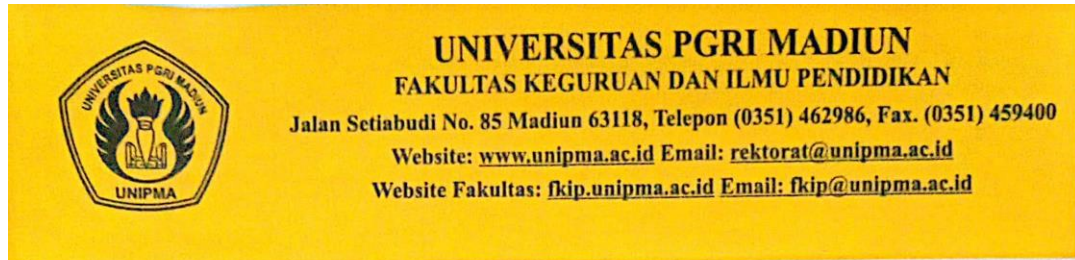 UNIVERSITAS PGRI MADIUN
UNIPMA
UNIVERSITAS PGRI MADIUN
FAKULTAS KEGURUAN DAN ILMU PENDIDIKAN
Jalan Setiabudi No. 85 Madiun 63118, Telepon (0351) 462986, Fax. (0351) 459400
Website: www.unipma.ac.id Email: rektorat@unipma.ac.id
Website Fakultas: fkip.unipma.ac.id Email: fkip@unipma.ac.id